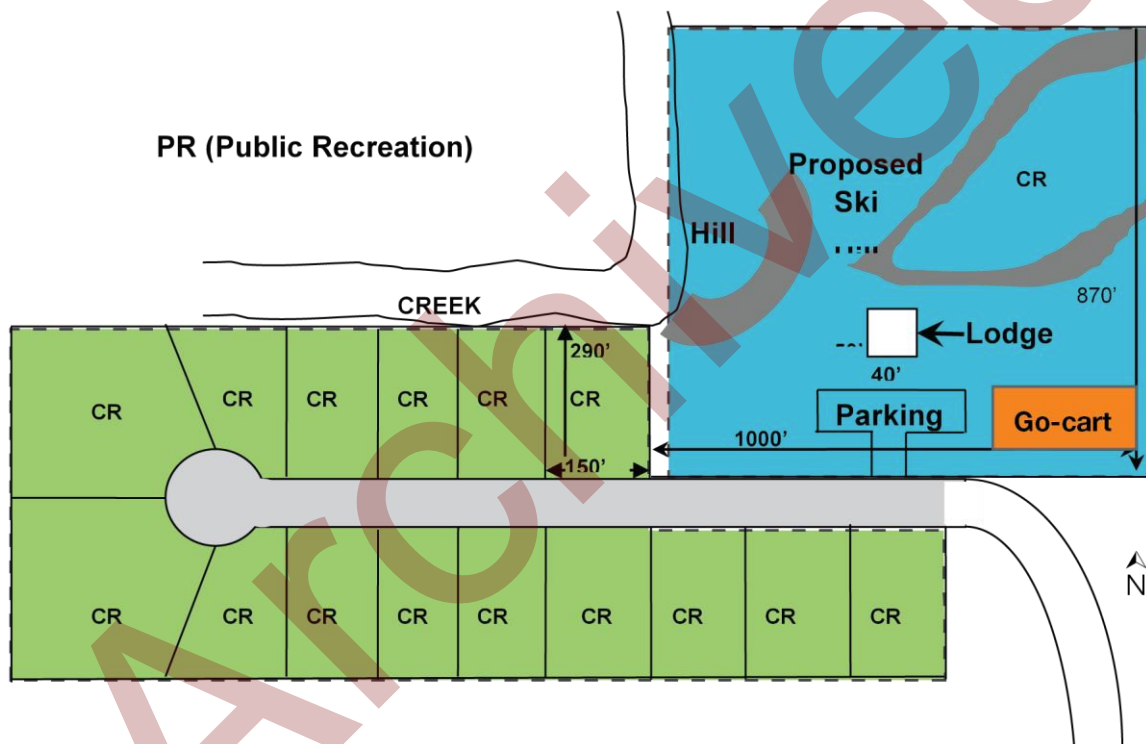 PR (Public Recreation)
Proposed
Ski
CR
Hill
870'
CREEK
Lodge
290'
40'
CR
CR
CR
CR
CR
CR
Parking
Go-cart
1000'
150'
N
CR
CR
CR
CR
CR
CR
CR
CR
CR
Archived